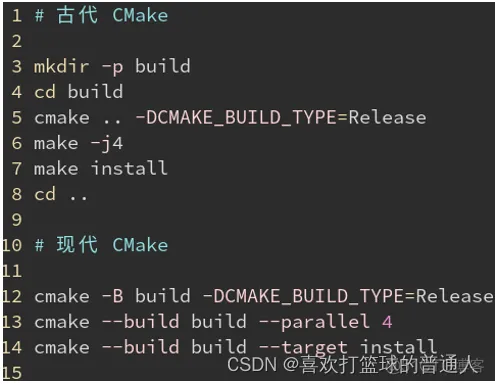 1 # 古代 CMake
2
3 mkdir -p build
4 cd build
5 cmake .. -DCMAKE_BUILD_TYPE=Release
6 make -j4
7 make install
8 cd ..
9
10 # 现代 CMake
11
12 cmake -B build -DCMAKE_BUILD_TYPE=Release
13 cmake --build build --parallel 4
14 cmake --build build --target install
15
CSDN @喜欢打篮球的普通人